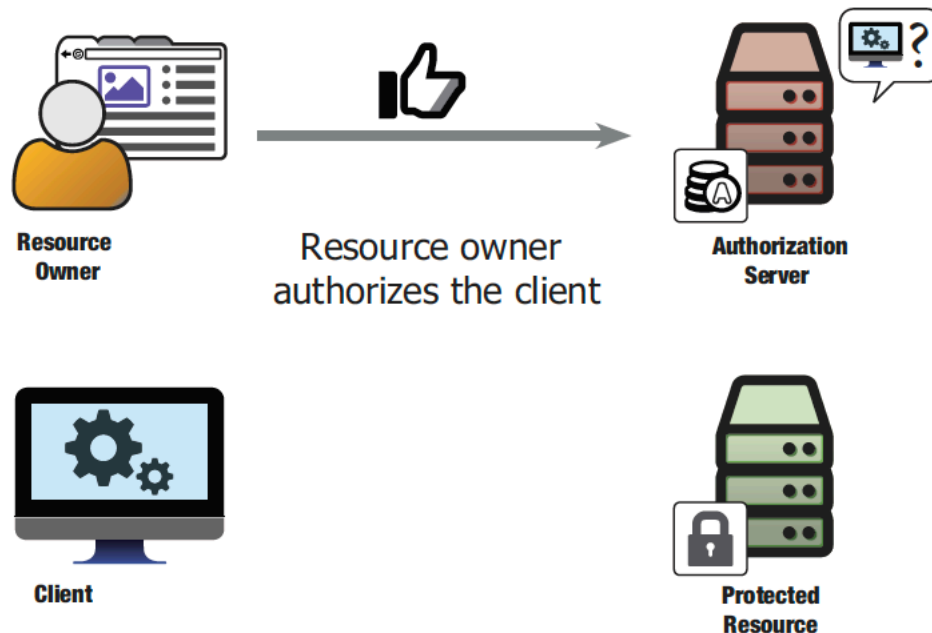 Resource
Owner
Resource owner
authorizes the client
?
Authorization
Server
A
Client
Protected
Resource